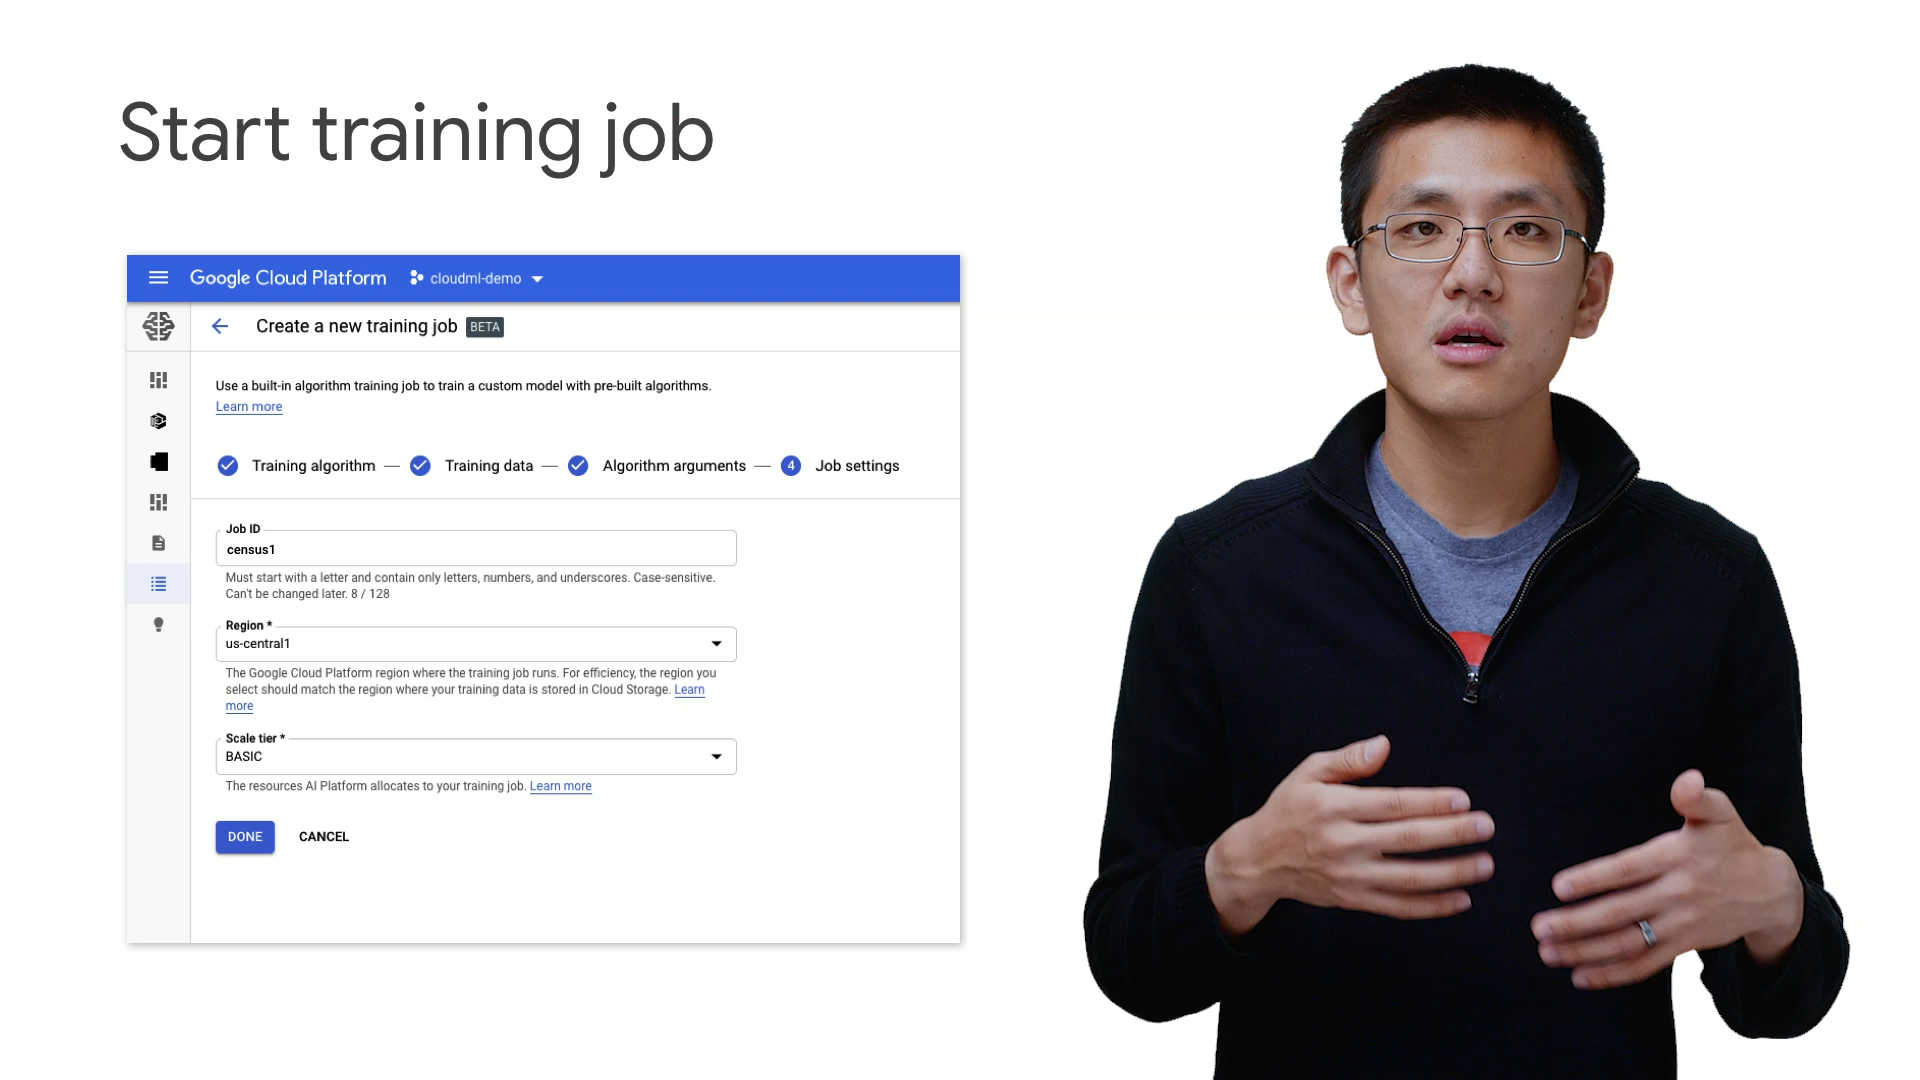 Start training job
Google Cloud Platform cloudml-demo
Create a new training job BETA
Use a built-in algorithm training job to train a custom model with pre-built algorithms.
Learn more
Training algorithm — Training data — Algorithm arguments — 4 Job settings
Job ID
census1
Must start with a letter and contain only letters, numbers, and underscores. Case-sensitive.
Can't be changed later. 8 / 128
Region *
us-central1
The Google Cloud Platform region where the training job runs. For efficiency, the region you
select should match the region where your training data is stored in Cloud Storage. Learn
more
Scale tier *
BASIC
The resources AI Platform allocates to your training job. Learn more
DONE CANCEL